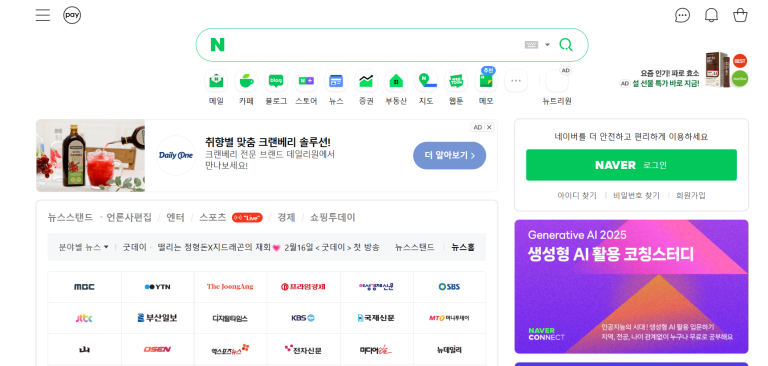 pay
N
메일 카페 블로그 스토어 뉴스 증권 부동산 지도 웹툰 메모 뉴트리원
blog
N+
N
WEB TOON
추천
AD
요즘 인기! 파로 효소
AD 설 선물 특가 바로 지금!
BEST
Daily One
취향별 맞춤 크랜베리 솔루션!
크랜베리 전문 브랜드 데일리원에서
만나보세요!
더 알아보기
AD
네이버를 더 안전하고 편리하게 이용하세요
NAVER 로그인
아이디 찾기 비밀번호 찾기 회원가입
뉴스스탠드 · 언론사편집 / 엔터 / 스포츠 "Live" / 경제 / 쇼핑투데이
분야별 뉴스 굿데이 · 떨리는 정형돈X지드래곤의 재회💗 2월16일 < 굿데이 > 첫 방송 뉴스스탠드 뉴스홈
MBC YTN The JoongAng 프라임경제 여성경제신문 SBS
jtbc 부산일보 디지털타임스 KBS 국제신문 MT 머니투데이
OSEN 엑스포츠뉴스 전자신문 미디어 뉴데일리
Generative AI 2025
생성형 AI 활용 코칭스터디
인공지능의 시대! 생성형 AI 활용 입문하기
지역, 전공, 나이 관계없이 누구나 무료로 공부해요
NAVER
CONNECT